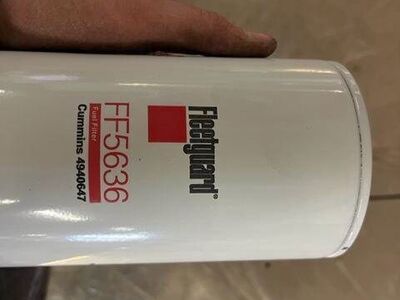 Fleetguard®
FF5636
Fuel Filter
Cummins 4940647